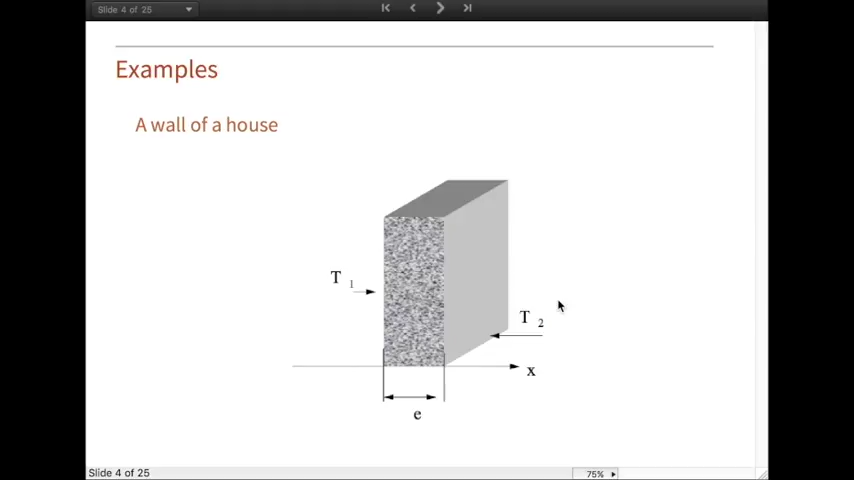 Slide 4 of 25
Examples
A wall of a house
T 1
T 2
x
e
Slide 4 of 25
75%